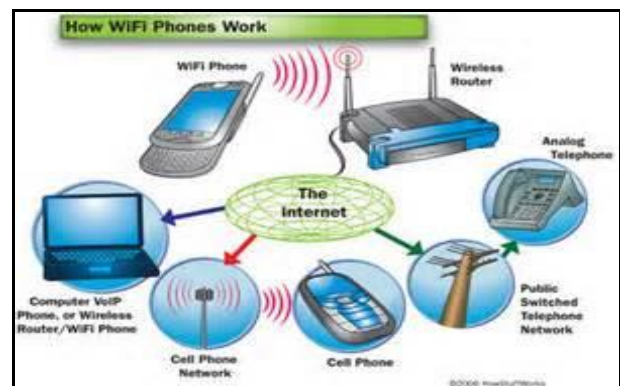 How WiFi Phones Work
WiFi Phone
Wireless
Router
Analog
Telephone
The
Internet
Computer VoIP
Phone, or Wireless
Router/WiFi Phone
Cell Phone
Network
Cell Phone
Public
Switched
Telephone
Network
HowStuffWorks